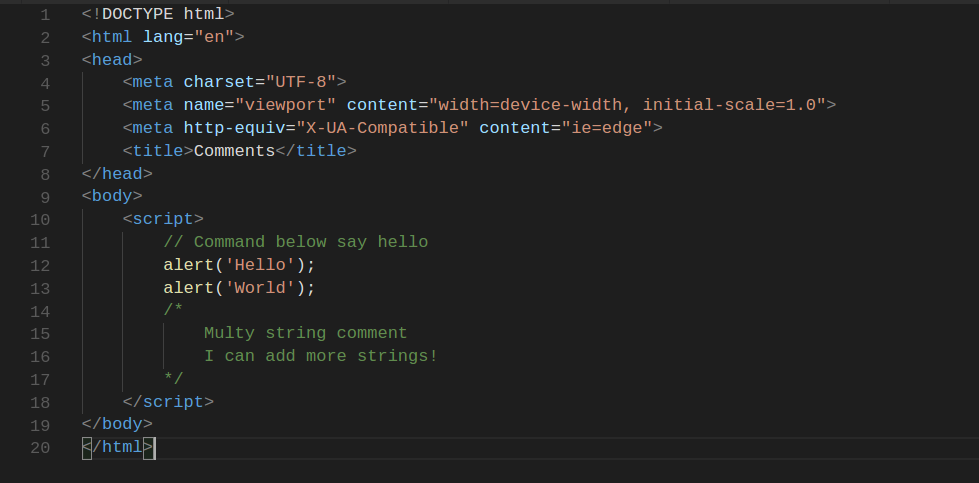 1 <!DOCTYPE html>
2 <html lang="en">
3 <head>
4     <meta charset="UTF-8">
5     <meta name="viewport" content="width=device-width, initial-scale=1.0">
6     <meta http-equiv="X-UA-Compatible" content="ie=edge">
7     <title>Comments</title>
8 </head>
9 <body>
10     <script>
11         // Command below say hello
12         alert('Hello');
13         alert('World');
14         /*
15             Multy string comment
16             I can add more strings!
17         */
18     </script>
19 </body>
20 </html>